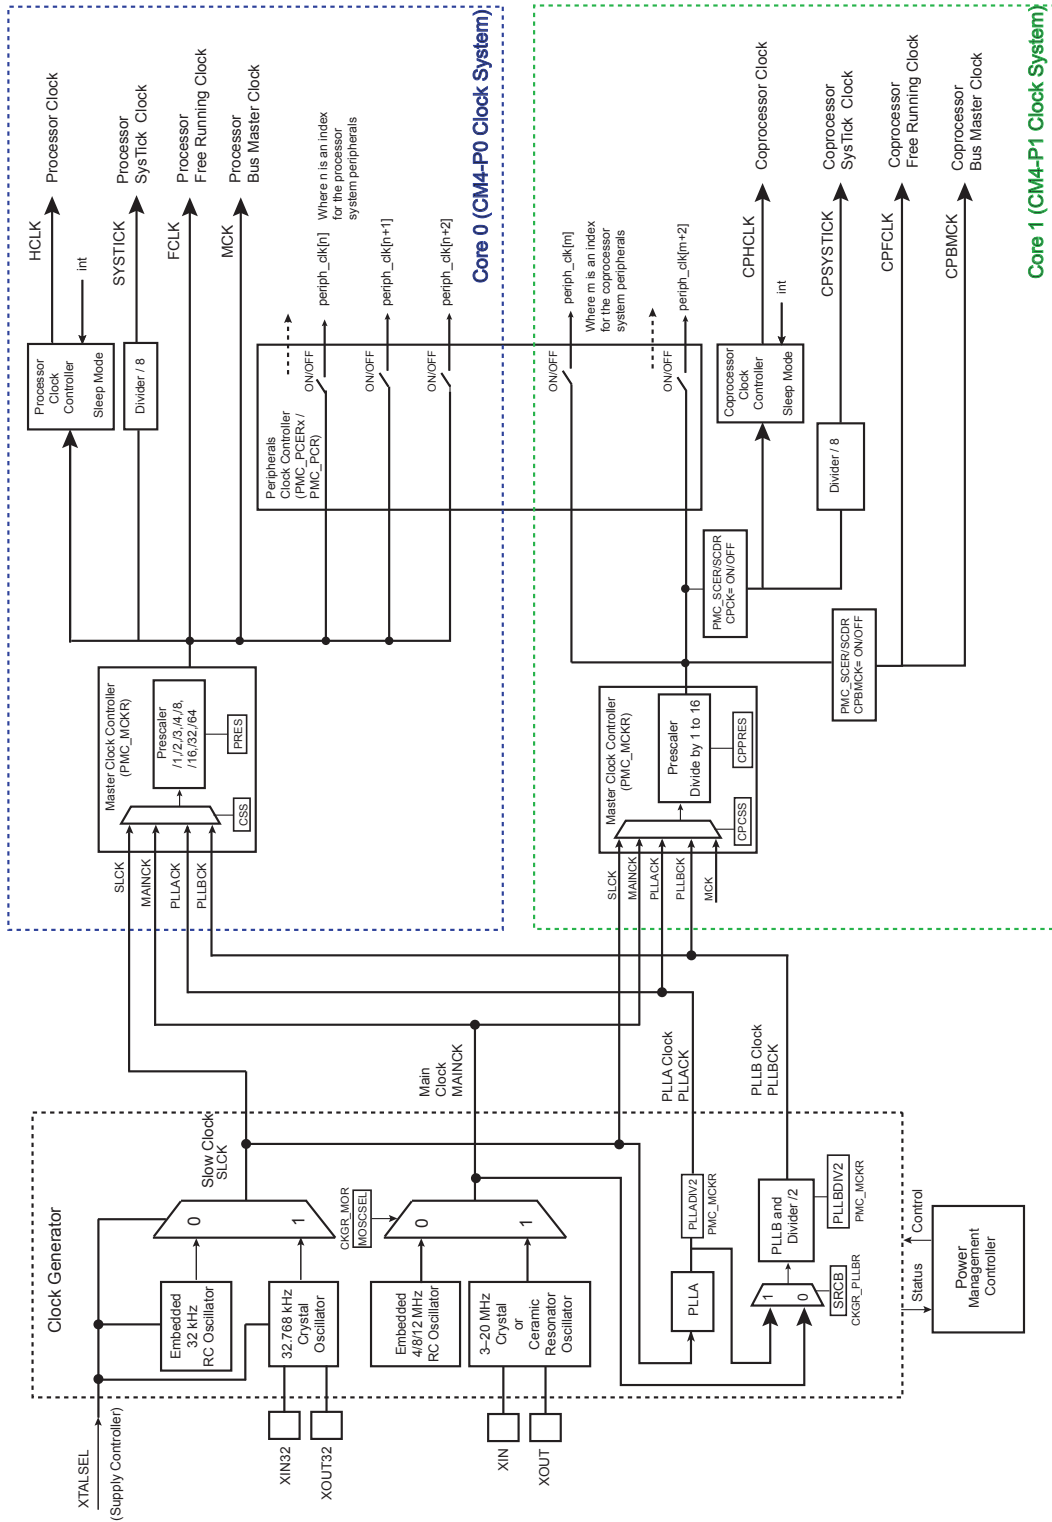 Clock Generator
XTALSEL
(Supply Controller)
Embedded
32 kHz
RC Oscillator
32.768 kHz
Crystal
Oscillator
XIN32
XOUT32
0
1
Slow Clock
SLCK
CKGR_MOR
MOSCSEL
Embedded
4/8/12 MHz
RC Oscillator
3–20 MHz
Crystal
or
Ceramic
Resonator
Oscillator
XIN
XOUT
0
1
Main
Clock
MAINCK
PLLA
PLLADIV2
PMC_MCKR
PLLA Clock
PLLACK
1
0
SRCB
CKGR_PLLBR
PLLB and
Divider /2
PLLBDIV2
PMC_MCKR
PLLB Clock
PLLBCK
Status
Control
Power
Management
Controller
SLCK
MAINCK
PLLACK
PLLBCK
Master Clock Controller
(PMC_MCKR)
Prescaler
/1,/2,/3,/4,/8,
/16,/32,/64
CSS
PRES
Processor
Clock
Controller
Sleep Mode
int
Divider / 8
HCLK
Processor Clock
SYSTICK
Processor
SysTick Clock
FCLK
Processor
Free Running Clock
MCK
Processor
Bus Master Clock
Peripherals
Clock Controller
(PMC_PCERx /
PMC_PCR)
ON/OFF
ON/OFF
ON/OFF
periph_clk[n]
Where n is an index
for the processor
system peripherals
periph_clk[n+1]
periph_clk[n+2]
Core 0 (CM4-P0 Clock System)
SLCK
MAINCK
PLLACK
PLLBCK
MCK
Master Clock Controller
(PMC_MCKR)
Prescaler
Divide by 1 to 16
CPCSS
CPPRES
ON/OFF
ON/OFF
periph_clk[m]
Where m is an index
for the coprocessor
system peripherals
periph_clk[m+2]
PMC_SCER/SCDR
CPCK= ON/OFF
PMC_SCER/SCDR
CPBMCK= ON/OFF
Coprocessor
Clock
Controller
Sleep Mode
int
Divider / 8
CPHCLK
Coprocessor Clock
CPSYSTICK
Coprocessor
SysTick Clock
CPFCLK
Coprocessor
Free Running Clock
CPBMCK
Coprocessor
Bus Master Clock
Core 1 (CM4-P1 Clock System)